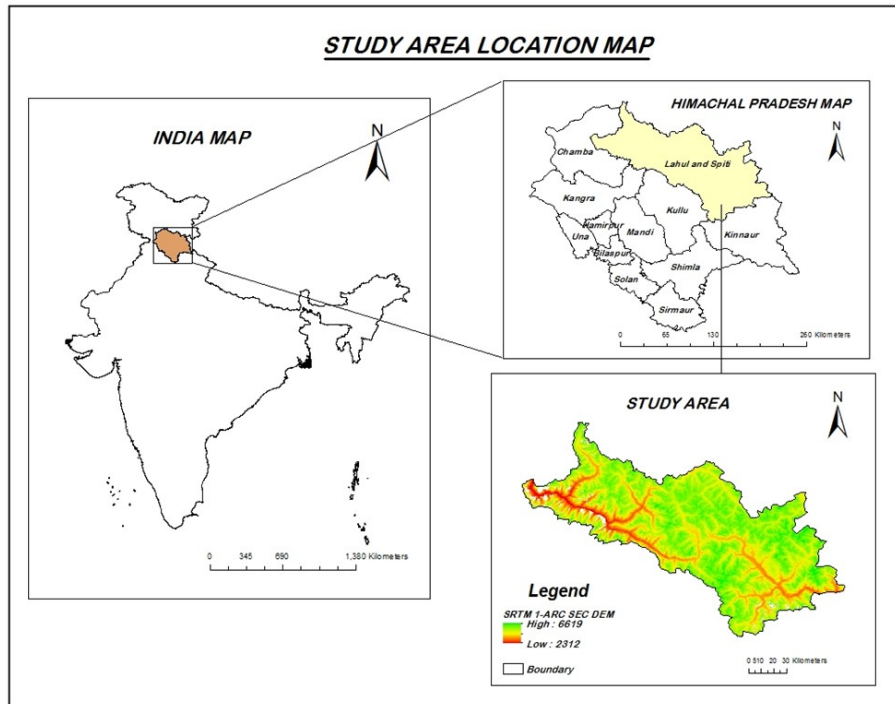 STUDY AREA LOCATION MAP
INDIA MAP
N
0 345 690 1,380 Kilometers
HIMACHAL PRADESH MAP
N
Chamba
Lahul and Spiti
Kangra
Kullu
Hamirpur
Una
Mandi
Kinnaur
Bilaspur
Shimla
Solan
Sirmaur
0 65 130 260 Kilometers
STUDY AREA
N
Legend
SRTM 1-ARC SEC DEM
High : 6619
Low : 2312
Boundary
0 510 20 30 Kilometers